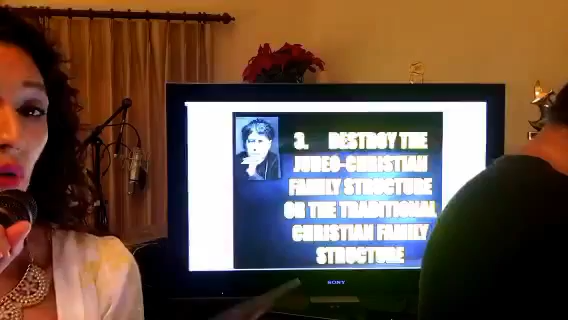 3. DESTROY THE
JUDEO-CHRISTIAN
FAMILY STRUCTURE
OR THE TRADITIONAL
CHRISTIAN FAMILY
STRUCTURE
SONY